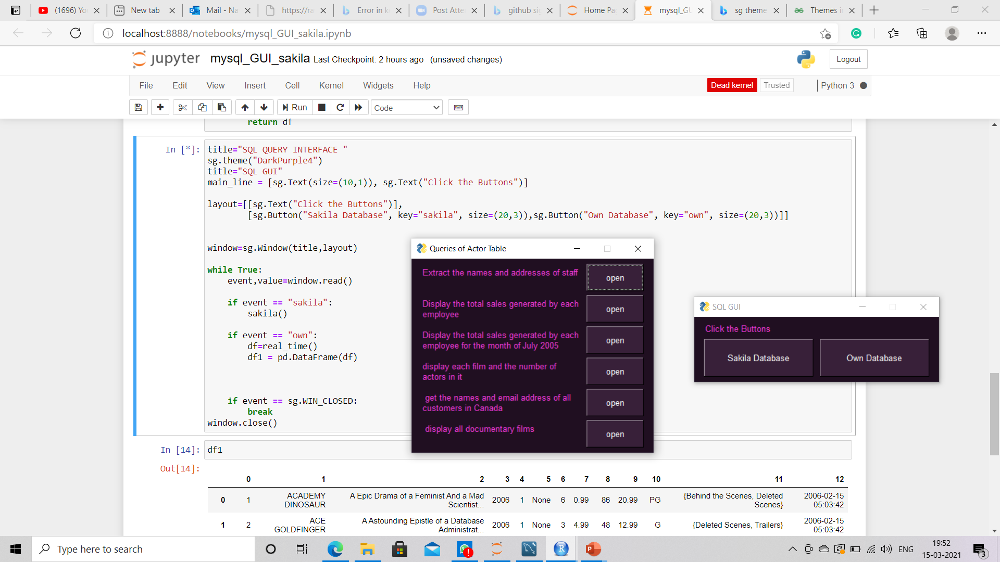 (1696) Yo
New tab
Mail - Na
https://ra
Error in k
Post Atte
github si
Home Pa
mysql_GU
sg theme
Themes i
localhost:8888/notebooks/mysql_GUI_sakila.ipynb
jupyter mysql_GUI_sakila Last Checkpoint: 2 hours ago (unsaved changes)
Logout
File Edit View Insert Cell Kernel Widgets Help
Dead kernel Trusted Python 3
Run Code
return df
In [*]:
title="SQL QUERY INTERFACE "
sg.theme("DarkPurple4")
title="SQL GUI"
main_line = [sg.Text(size=(10,1)), sg.Text("Click the Buttons")]
layout=[[sg.Text("Click the Buttons")],
[sg.Button("Sakila Database", key="sakila", size=(20,3)),sg.Button("Own Database", key="own", size=(20,3))]]
window=sg.Window(title,layout)
while True:
event,value=window.read()
if event == "sakila":
sakila()
if event == "own":
df=real_time()
df1 = pd.DataFrame(df)
if event == sg.WIN_CLOSED:
break
window.close()
Queries of Actor Table
Extract the names and addresses of staff
open
Display the total sales generated by each
employee
open
Display the total sales generated by each
employee for the month of July 2005
open
display each film and the number of
actors in it
open
get the names and email address of all
customers in Canada
open
display all documentary films
open
SQL GUI
Click the Buttons
Sakila Database
Own Database
In [14]: df1
Out[14]:
0 1 2 3 4 5 6 7 8 9 10 11 12
0 1 ACADEMY DINOSAUR A Epic Drama of a Feminist And a Mad Scientist... 2006 1 None 6 0.99 86 20.99 PG {Behind the Scenes, Deleted Scenes} 2006-02-15 05:03:42
1 2 ACE GOLDFINGER A Astounding Epistle of a Database Administrat... 2006 1 None 3 4.99 48 12.99 G {Deleted Scenes, Trailers} 2006-02-15 05:03:42
Type here to search
ENG
19:52
15-03-2021
3